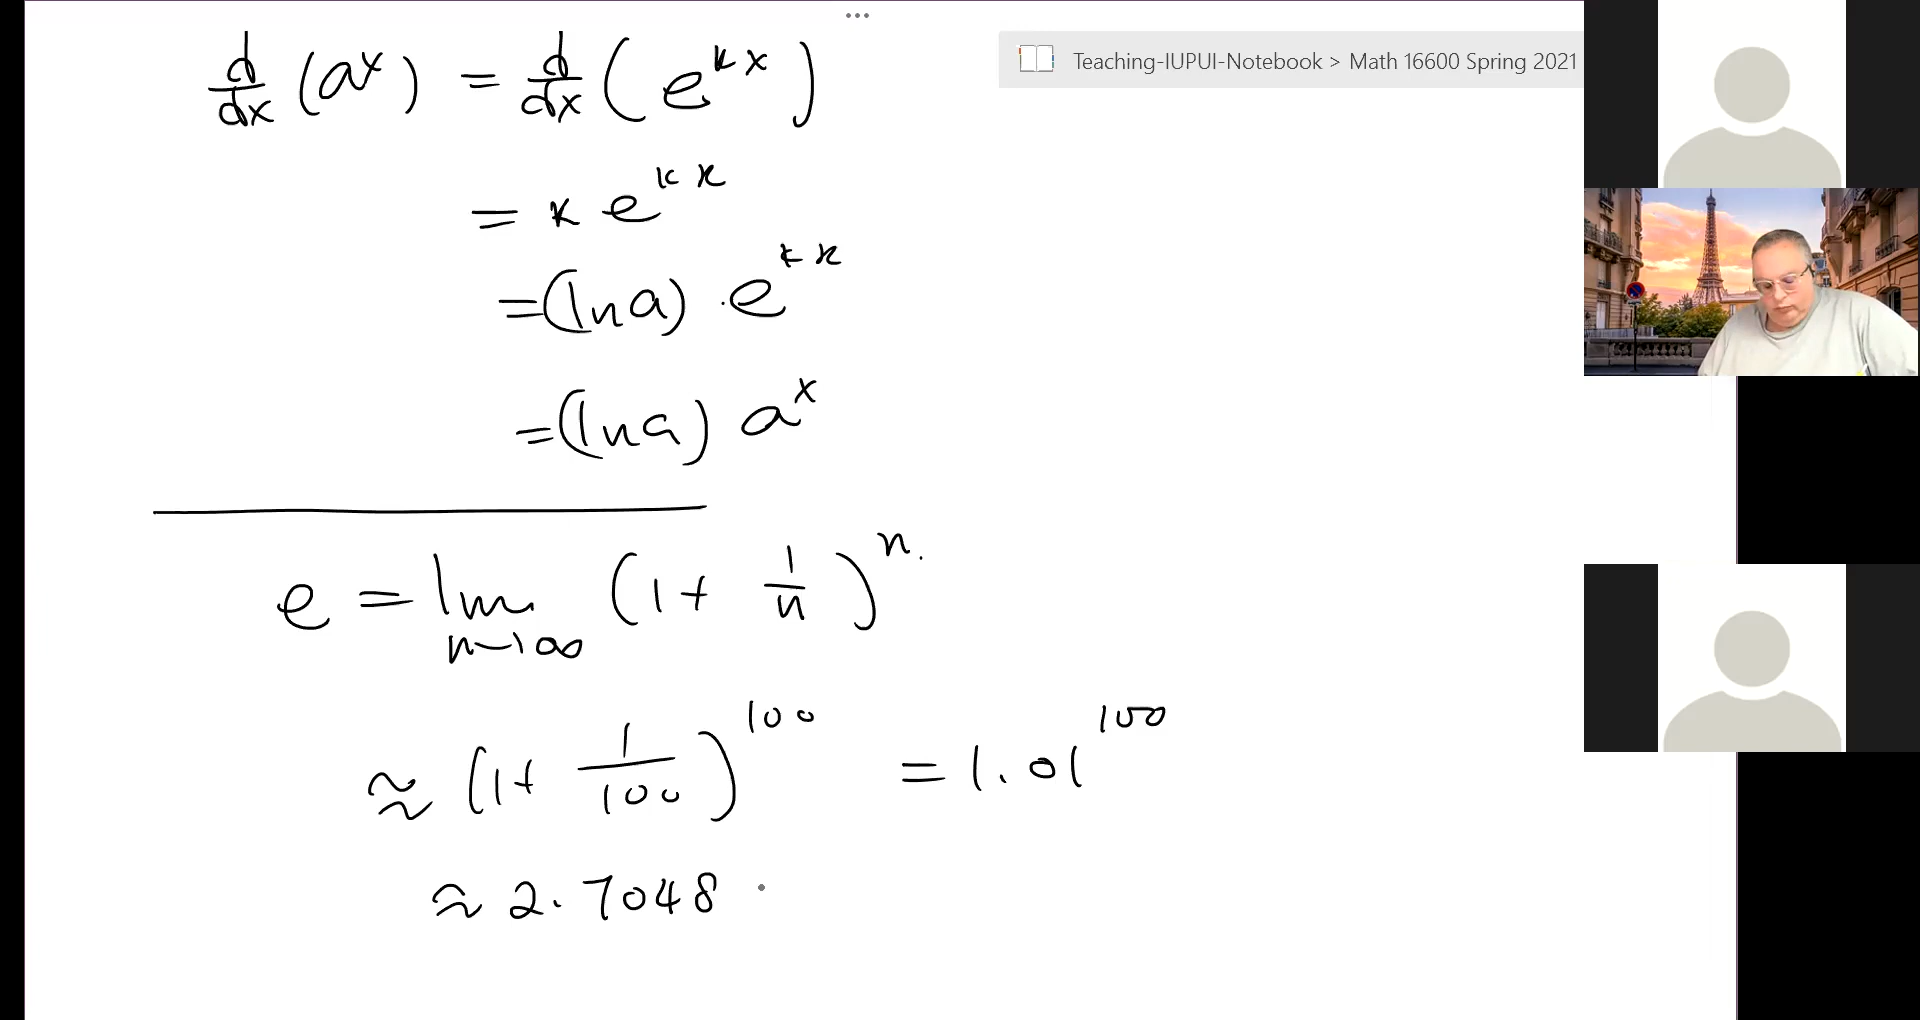 Teaching-IUPUI-Notebook > Math 16600 Spring 2021
d/dx (a^x) = d/dx (e^{kx})
= k e^{kx}
= (ln a) · e^{kx}
= (ln a) a^x
e = lim_{n→∞} (1 + 1/n)^n.
≈ (1 + 1/100)^{100} = 1.01^{100}
≈ 2.7048